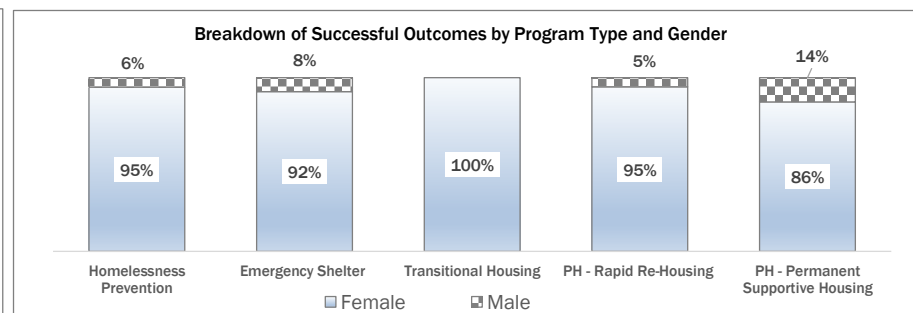 Breakdown of Successful Outcomes by Program Type and Gender
6% 8% 5% 14%
95% 92% 100% 95% 86%
Homelessness Prevention
Emergency Shelter
Transitional Housing
PH - Rapid Re-Housing
PH - Permanent Supportive Housing
Female Male